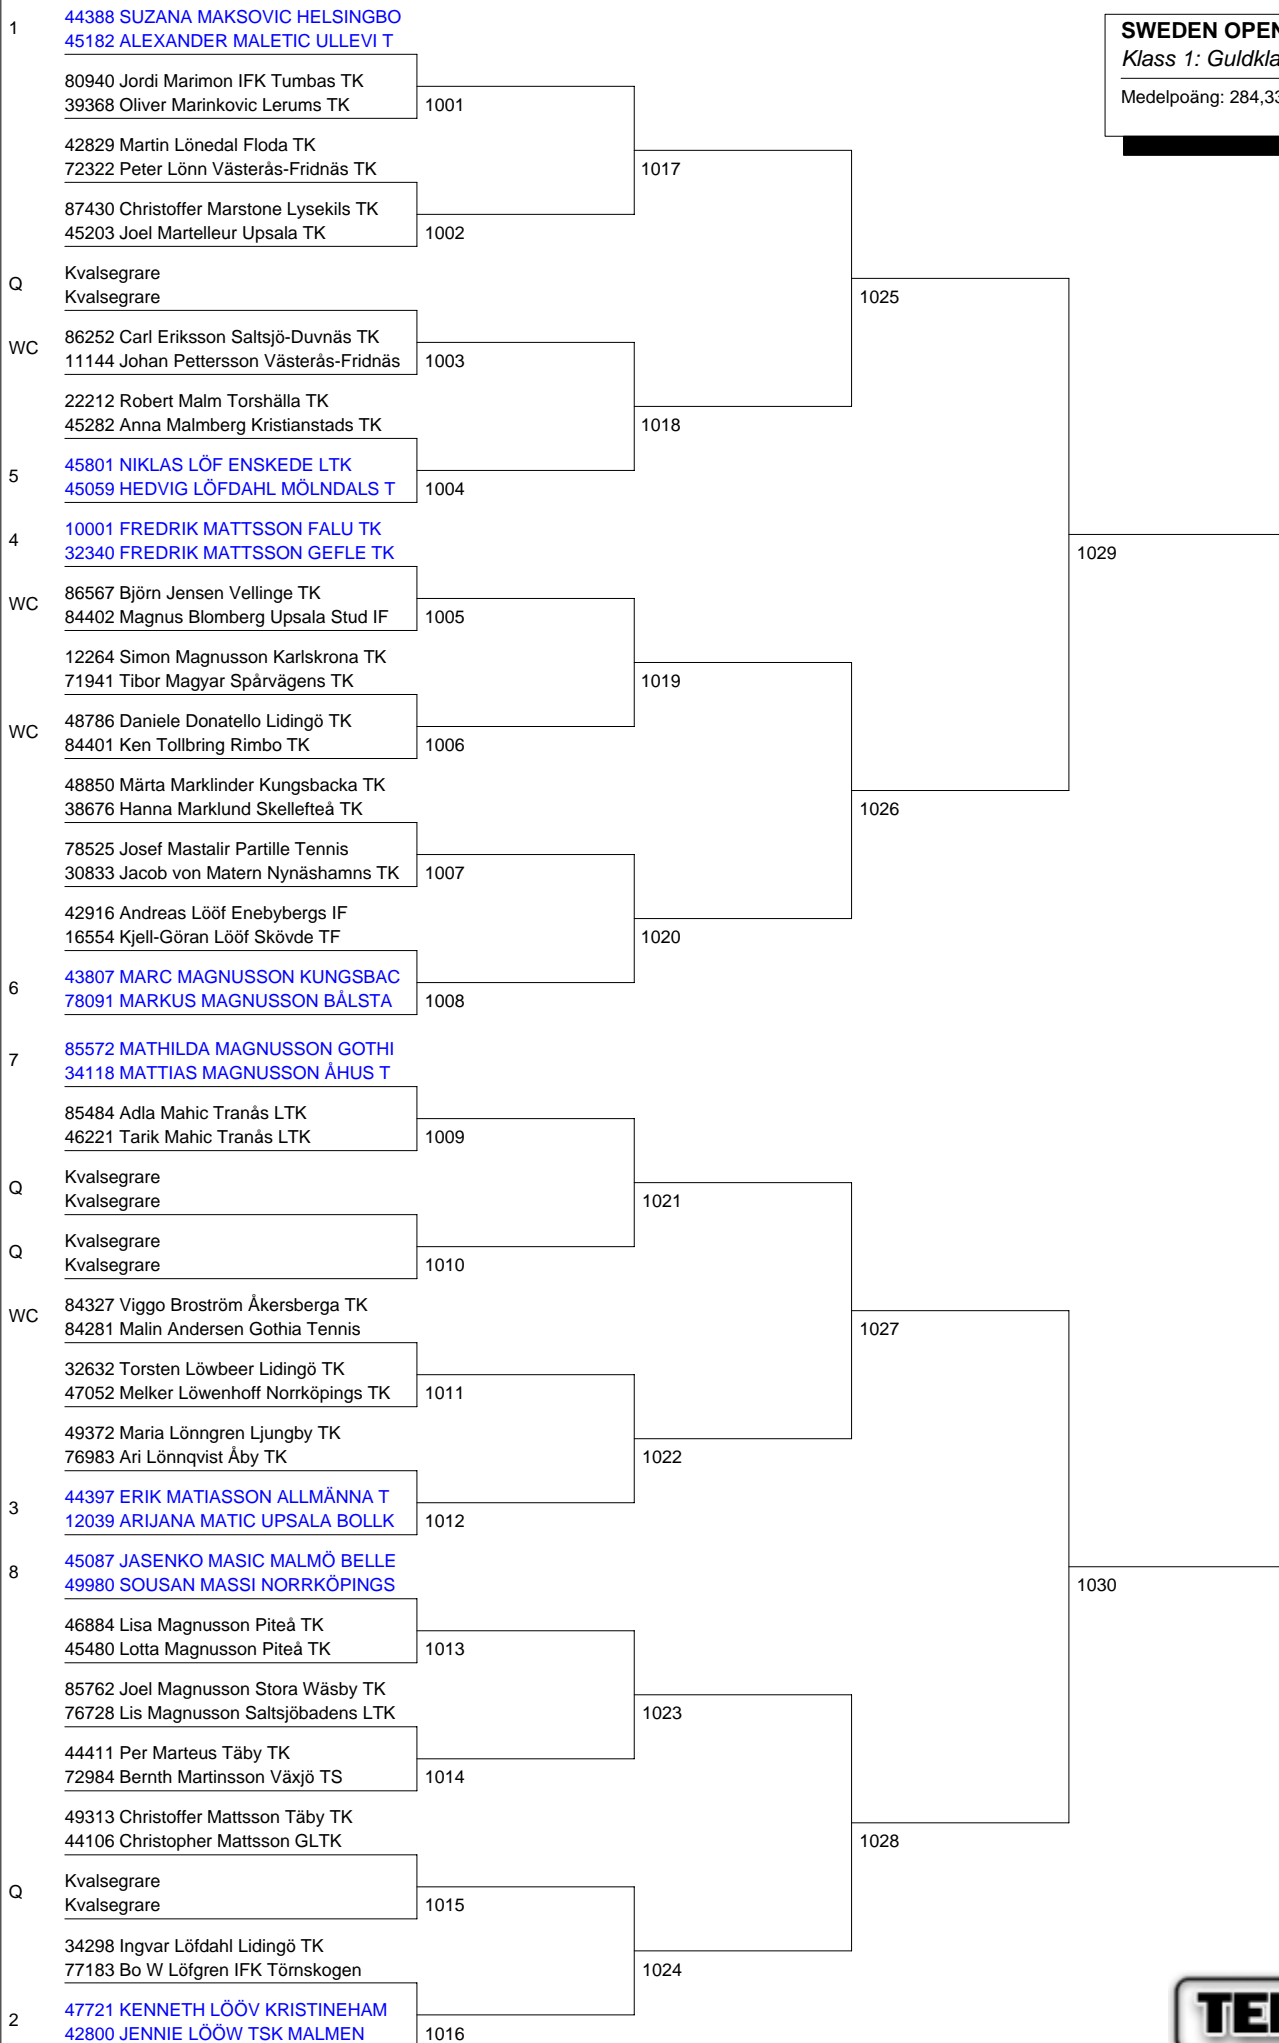 1
44388 SUZANA MAKSOVIC HELSINGBO
45182 ALEXANDER MALETIC ULLEVI T
80940 Jordi Marimon IFK Tumbas TK
39368 Oliver Marinkovic Lerums TK
1001
42829 Martin Lönedal Floda TK
72322 Peter Lönn Västerås-Fridnäs TK
1017
87430 Christoffer Marstone Lysekils TK
45203 Joel Martelleur Upsala TK
1002
Q
Kvalsegrare
Kvalsegrare
1025
WC
86252 Carl Eriksson Saltsjö-Duvnäs TK
11144 Johan Pettersson Västerås-Fridnäs
1003
22212 Robert Malm Torshälla TK
45282 Anna Malmberg Kristianstads TK
1018
5
45801 NIKLAS LÖF ENSKEDE LTK
45059 HEDVIG LÖFDAHL MÖLNDALS T
1004
4
10001 FREDRIK MATTSSON FALU TK
32340 FREDRIK MATTSSON GEFLE TK
1029
WC
86567 Björn Jensen Vellinge TK
84402 Magnus Blomberg Upsala Stud IF
1005
12264 Simon Magnusson Karlskrona TK
71941 Tibor Magyar Spårvägens TK
1019
WC
48786 Daniele Donatello Lidingö TK
84401 Ken Tollbring Rimbo TK
1006
48850 Märta Marklinder Kungsbacka TK
38676 Hanna Marklund Skellefteå TK
1026
78525 Josef Mastalir Partille Tennis
30833 Jacob von Matern Nynäshamns TK
1007
42916 Andreas Lööf Enebybergs IF
16554 Kjell-Göran Lööf Skövde TF
1020
6
43807 MARC MAGNUSSON KUNGSBAC
78091 MARKUS MAGNUSSON BÅLSTA
1008
7
85572 MATHILDA MAGNUSSON GOTHI
34118 MATTIAS MAGNUSSON ÅHUS T
85484 Adla Mahic Tranås LTK
46221 Tarik Mahic Tranås LTK
1009
Q
Kvalsegrare
Kvalsegrare
1021
Q
Kvalsegrare
Kvalsegrare
1010
WC
84327 Viggo Broström Åkersberga TK
84281 Malin Andersen Gothia Tennis
1027
32632 Torsten Löwbeer Lidingö TK
47052 Melker Löwenhoff Norrköpings TK
1011
49372 Maria Lönngren Ljungby TK
76983 Ari Lönnqvist Åby TK
1022
3
44397 ERIK MATIASSON ALLMÄNNA T
12039 ARIJANA MATIC UPSALA BOLLK
1012
8
45087 JASENKO MASIC MALMÖ BELLE
49980 SOUSAN MASSI NORRKÖPINGS
1030
46884 Lisa Magnusson Piteå TK
45480 Lotta Magnusson Piteå TK
1013
85762 Joel Magnusson Stora Wäsby TK
76728 Lis Magnusson Saltsjöbadens LTK
1023
44411 Per Marteus Täby TK
72984 Bernth Martinsson Växjö TS
1014
49313 Christoffer Mattsson Täby TK
44106 Christopher Mattsson GLTK
1028
Q
Kvalsegrare
Kvalsegrare
1015
34298 Ingvar Löfdahl Lidingö TK
77183 Bo W Löfgren IFK Törnskogen
1024
2
47721 KENNETH LÖÖV KRISTINEHAM
42800 JENNIE LÖÖW TSK MALMEN
1016
SWEDEN OPEN
Klass 1: Guldkla
Medelpoäng: 284,33